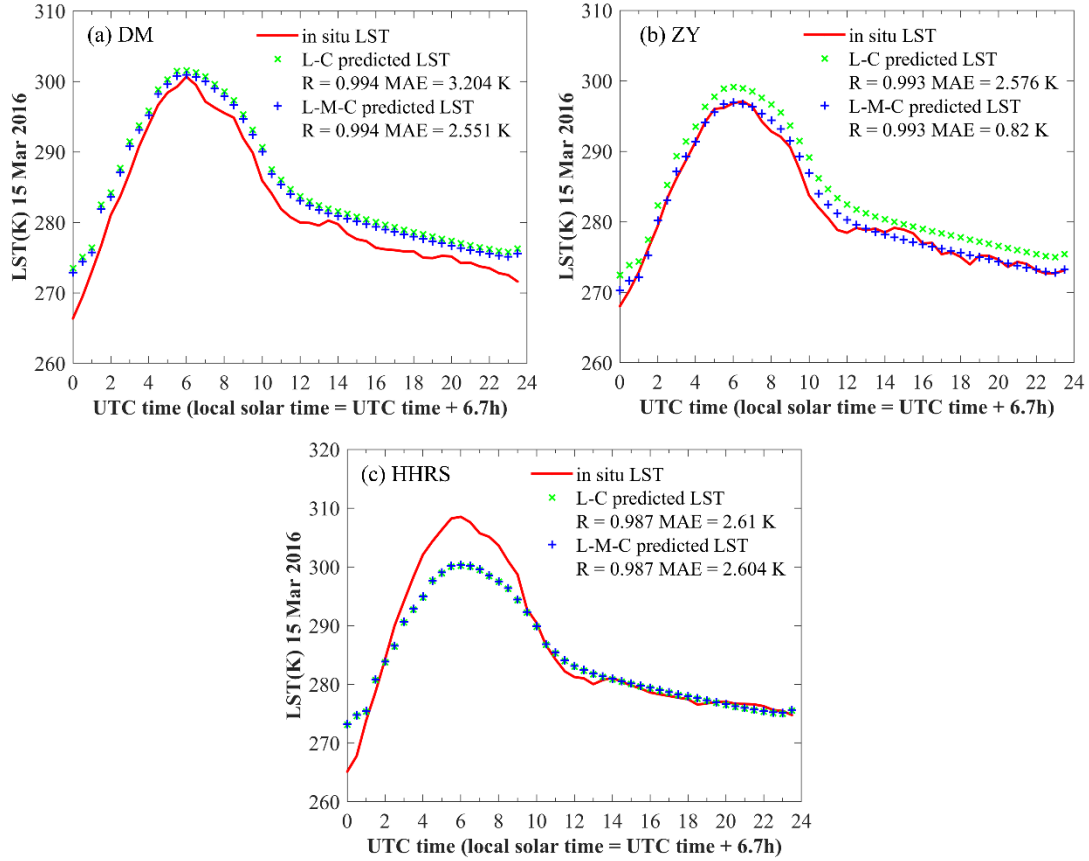 (a) DM
in situ LST
L-C predicted LST
R = 0.994 MAE = 3.204 K
L-M-C predicted LST
R = 0.994 MAE = 2.551 K
LST(K) 15 Mar 2016
310
300
290
280
270
260
0 2 4 6 8 10 12 14 16 18 20 22 24
UTC time (local solar time = UTC time + 6.7h)
(b) ZY
in situ LST
L-C predicted LST
R = 0.993 MAE = 2.576 K
L-M-C predicted LST
R = 0.993 MAE = 0.82 K
LST(K) 15 Mar 2016
310
300
290
280
270
260
0 2 4 6 8 10 12 14 16 18 20 22 24
UTC time (local solar time = UTC time + 6.7h)
(c) HHRS
in situ LST
L-C predicted LST
R = 0.987 MAE = 2.61 K
L-M-C predicted LST
R = 0.987 MAE = 2.604 K
LST(K) 15 Mar 2016
320
310
300
290
280
270
260
0 2 4 6 8 10 12 14 16 18 20 22 24
UTC time (local solar time = UTC time + 6.7h)